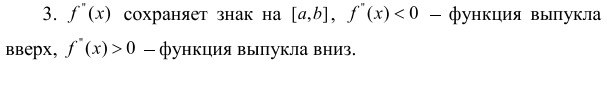 3. f"(x) сохраняет знак на [a,b], f"(x) < 0 – функция выпукла
вверх, f"(x) > 0 – функция выпукла вниз.